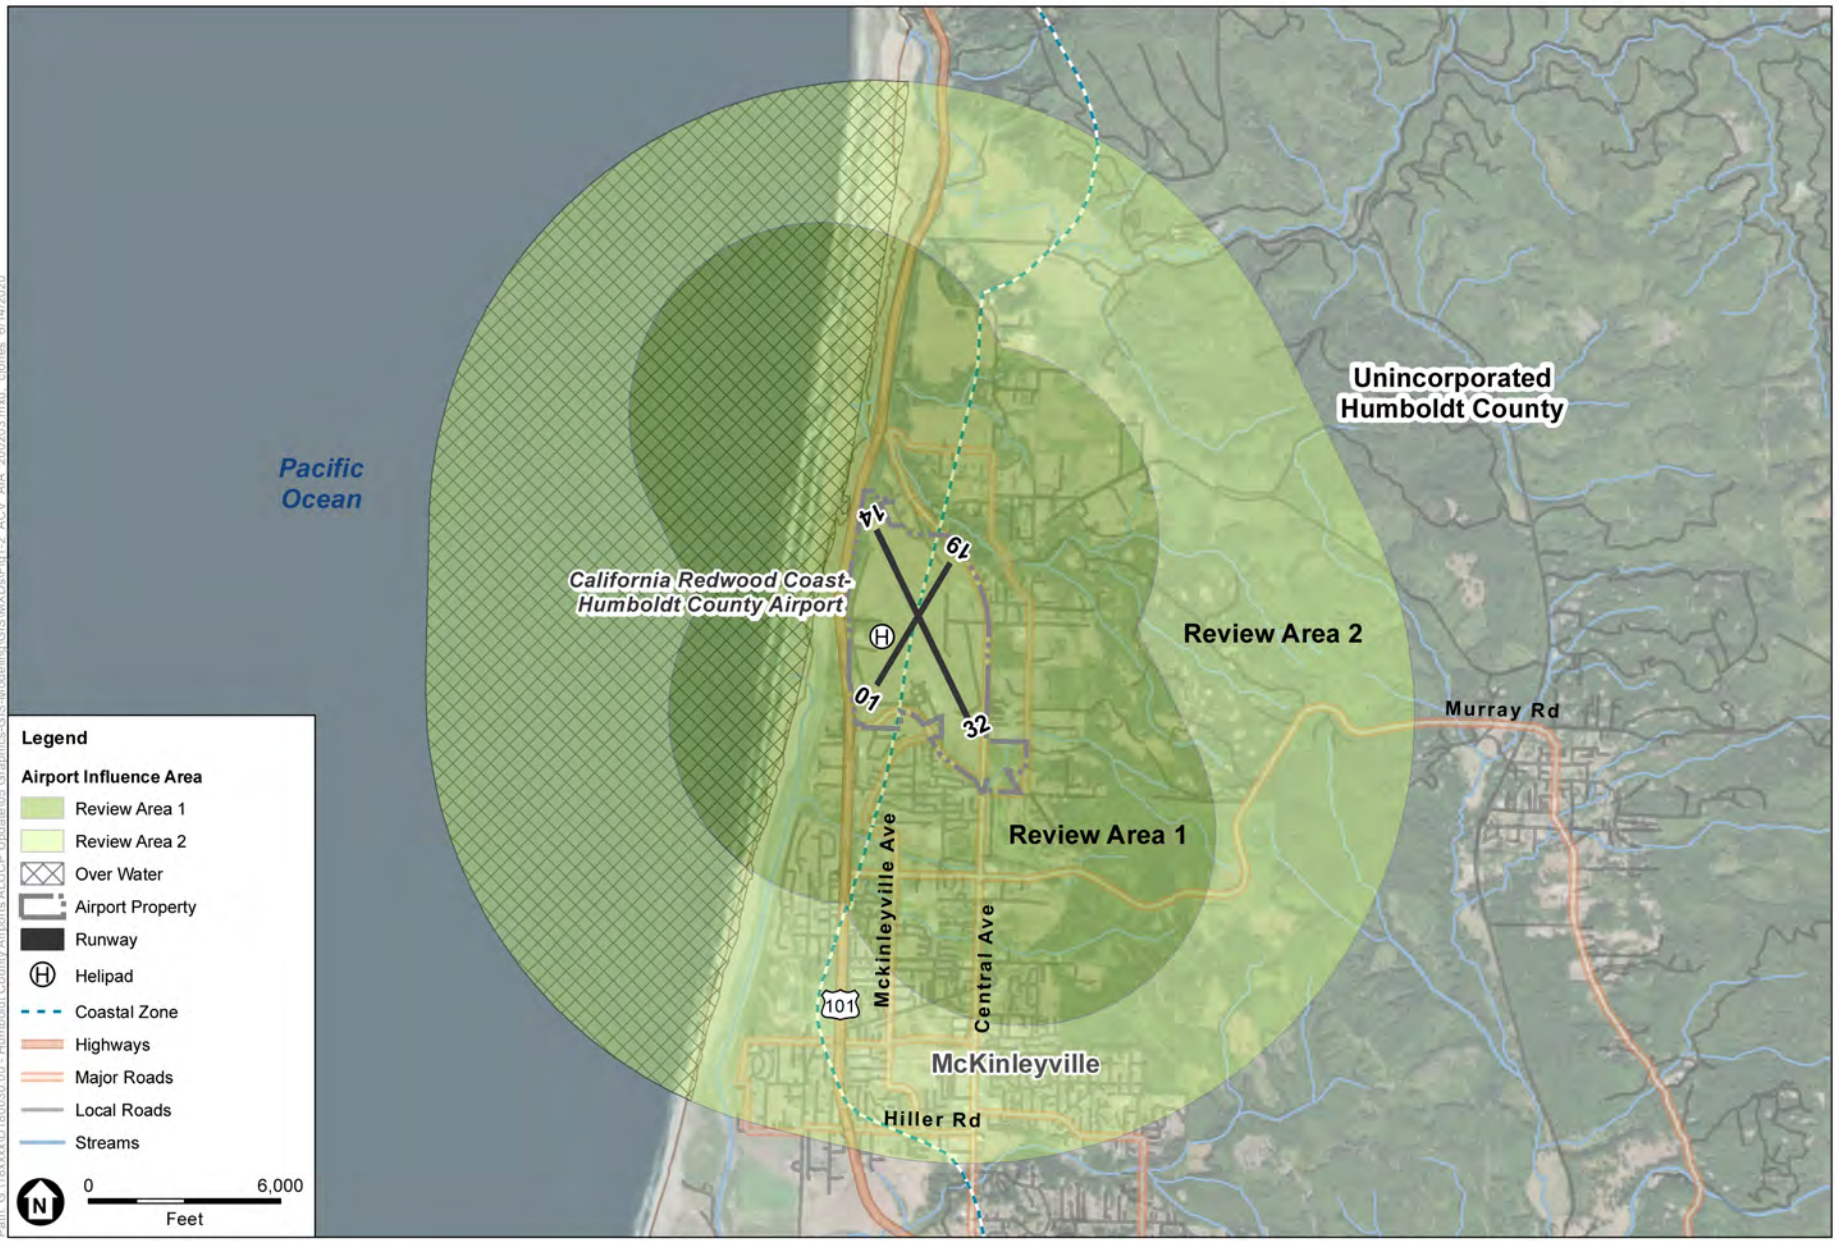 Unincorporated
Humboldt County
Pacific
Ocean
14
19
California Redwood Coast-
Humboldt County Airport
H
Review Area 2
01
32
Murray Rd
Review Area 1
Mckinleyville Ave
Central Ave
101
McKinleyville
Hiller Rd
Legend
Airport Influence Area
Review Area 1
Review Area 2
Over Water
Airport Property
Runway
H Helipad
Coastal Zone
Highways
Major Roads
Local Roads
Streams
N
0 6,000
Feet